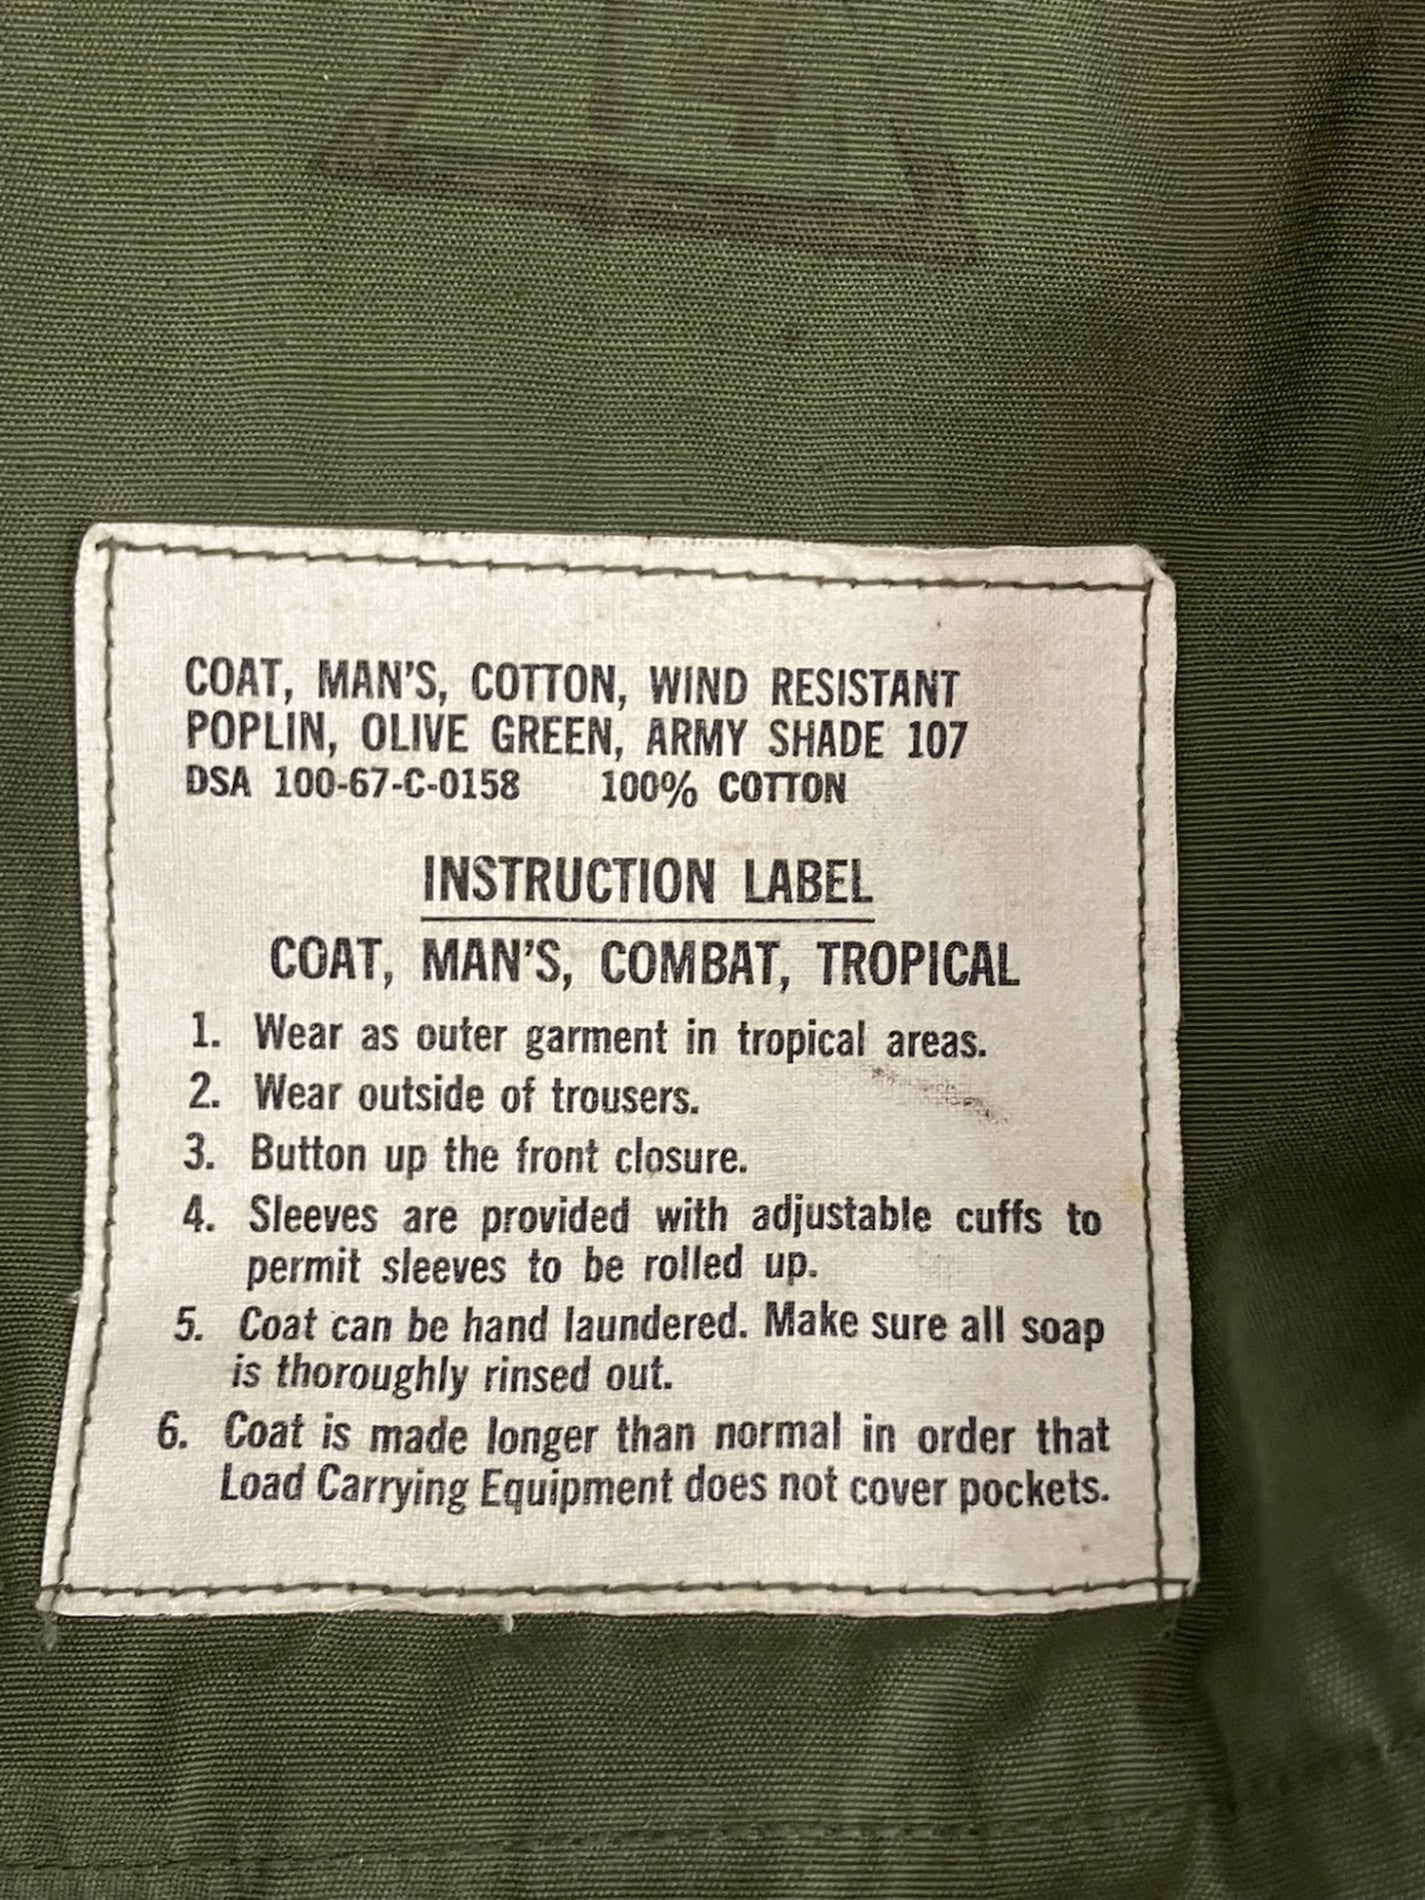 COAT, MAN'S, COTTON, WIND RESISTANT
POPLIN, OLIVE GREEN, ARMY SHADE 107
DSA 100-67-C-0158 100% COTTON
INSTRUCTION LABEL
COAT, MAN'S, COMBAT, TROPICAL
1. Wear as outer garment in tropical areas.
2. Wear outside of trousers.
3. Button up the front closure.
4. Sleeves are provided with adjustable cuffs to
permit sleeves to be rolled up.
5. Coat can be hand laundered. Make sure all soap
is thoroughly rinsed out.
6. Coat is made longer than normal in order that
Load Carrying Equipment does not cover pockets.